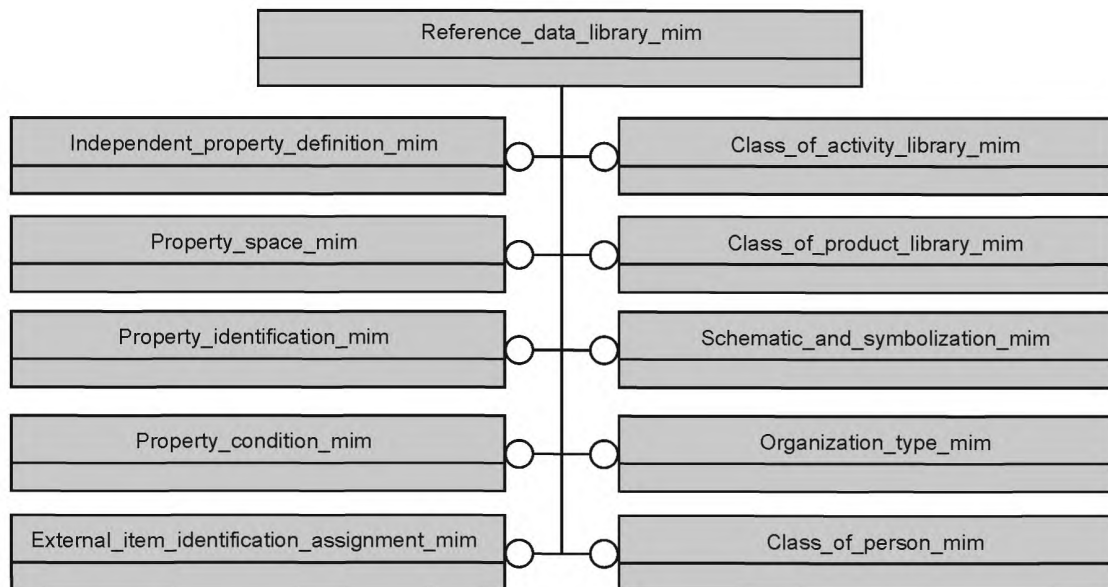 Reference_data_library_mim
Independent_property_definition_mim
Class_of_activity_library_mim
Property_space_mim
Class_of_product_library_mim
Property_identification_mim
Schematic_and_symbolization_mim
Property_condition_mim
Organization_type_mim
External_item_identification_assignment_mim
Class_of_person_mim